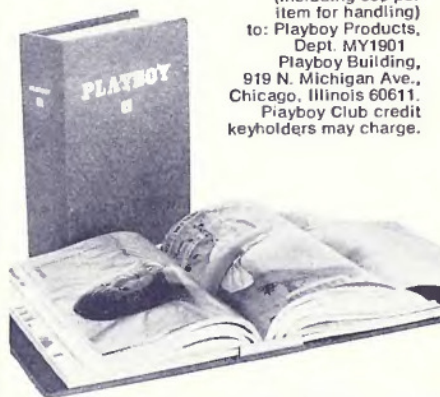 item for handling)
to: Playboy Products,
Dept. MY1901
Playboy Building,
919 N. Michigan Ave.,
Chicago, Illinois 60611.
Playboy Club credit
keyholders may charge.
PLAYBOY